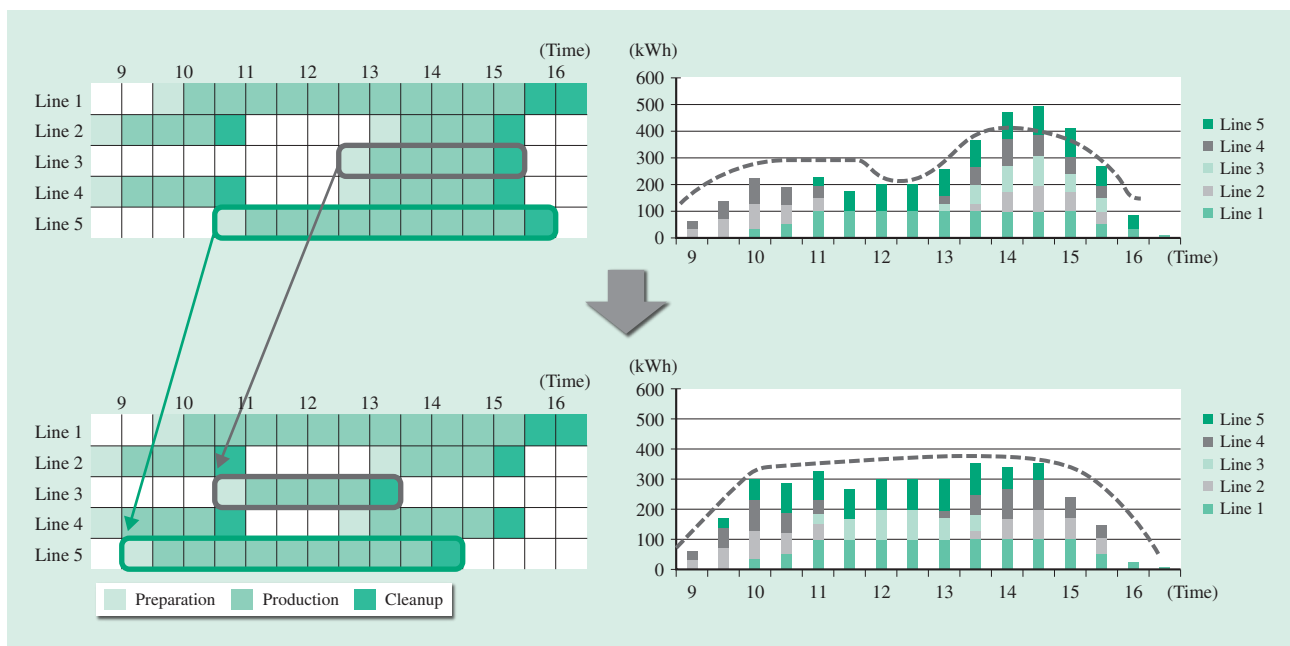 (Time)
9 10 11 12 13 14 15 16
Line 1
Line 2
Line 3
Line 4
Line 5
(kWh)
600
500
400
300
200
100
0
9 10 11 12 13 14 15 16 (Time)
Line 5
Line 4
Line 3
Line 2
Line 1
(Time)
9 10 11 12 13 14 15 16
Line 1
Line 2
Line 3
Line 4
Line 5
Preparation Production Cleanup
(kWh)
600
500
400
300
200
100
0
9 10 11 12 13 14 15 16 (Time)
Line 5
Line 4
Line 3
Line 2
Line 1